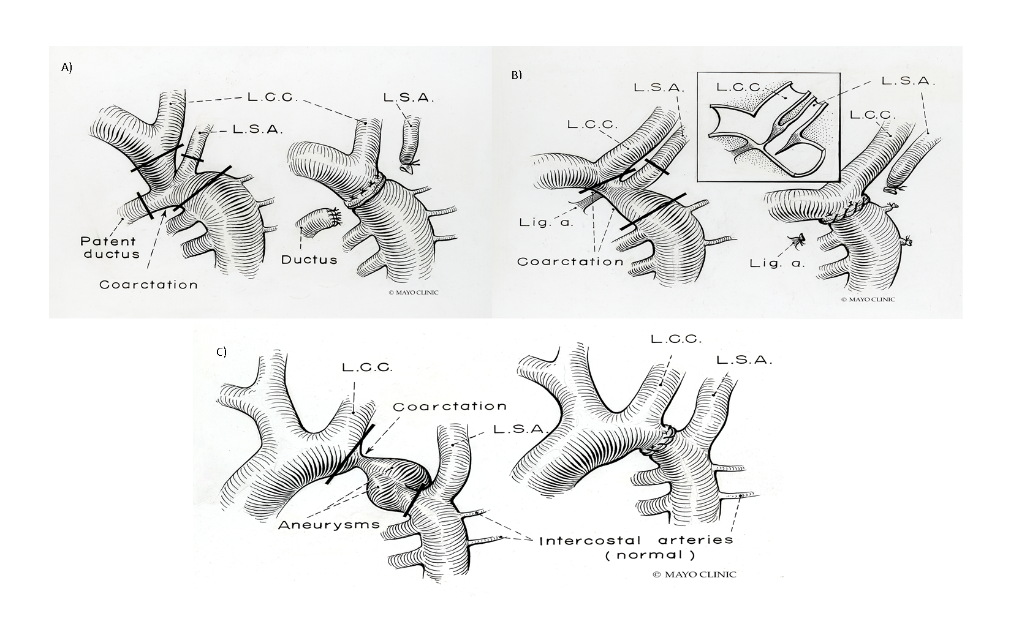 A)
L.C.C.
L.S.A.
L.S.A.
Patent
ductus
Coarctation
Ductus
© MAYO CLINIC
B)
L.S.A.
L.C.C.
L.C.C.
L.S.A.
L.C.C.
Lig. a.
Coarctation
Lig. a.
© MAYO CLINIC
C)
L.C.C.
Coarctation
L.S.A.
Aneurysms
L.C.C.
L.S.A.
Intercostal arteries
(normal)
© MAYO CLINIC